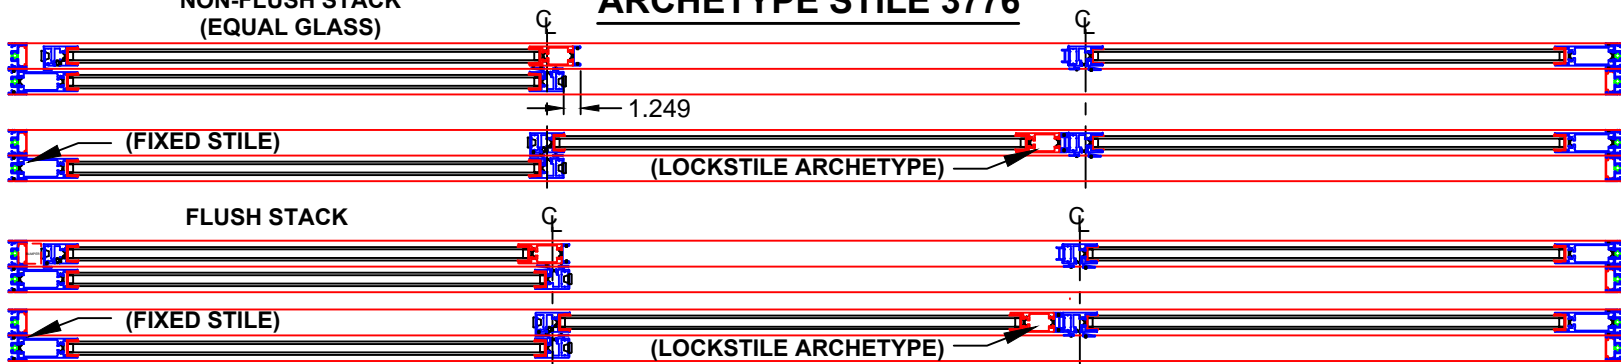 NON-FLUSH STACK
(EQUAL GLASS)
ARCHETYPE STILE 3776
℄
℄
1.249
(FIXED STILE)
(LOCKSTILE ARCHETYPE)
FLUSH STACK
℄
℄
(FIXED STILE)
(LOCKSTILE ARCHETYPE)